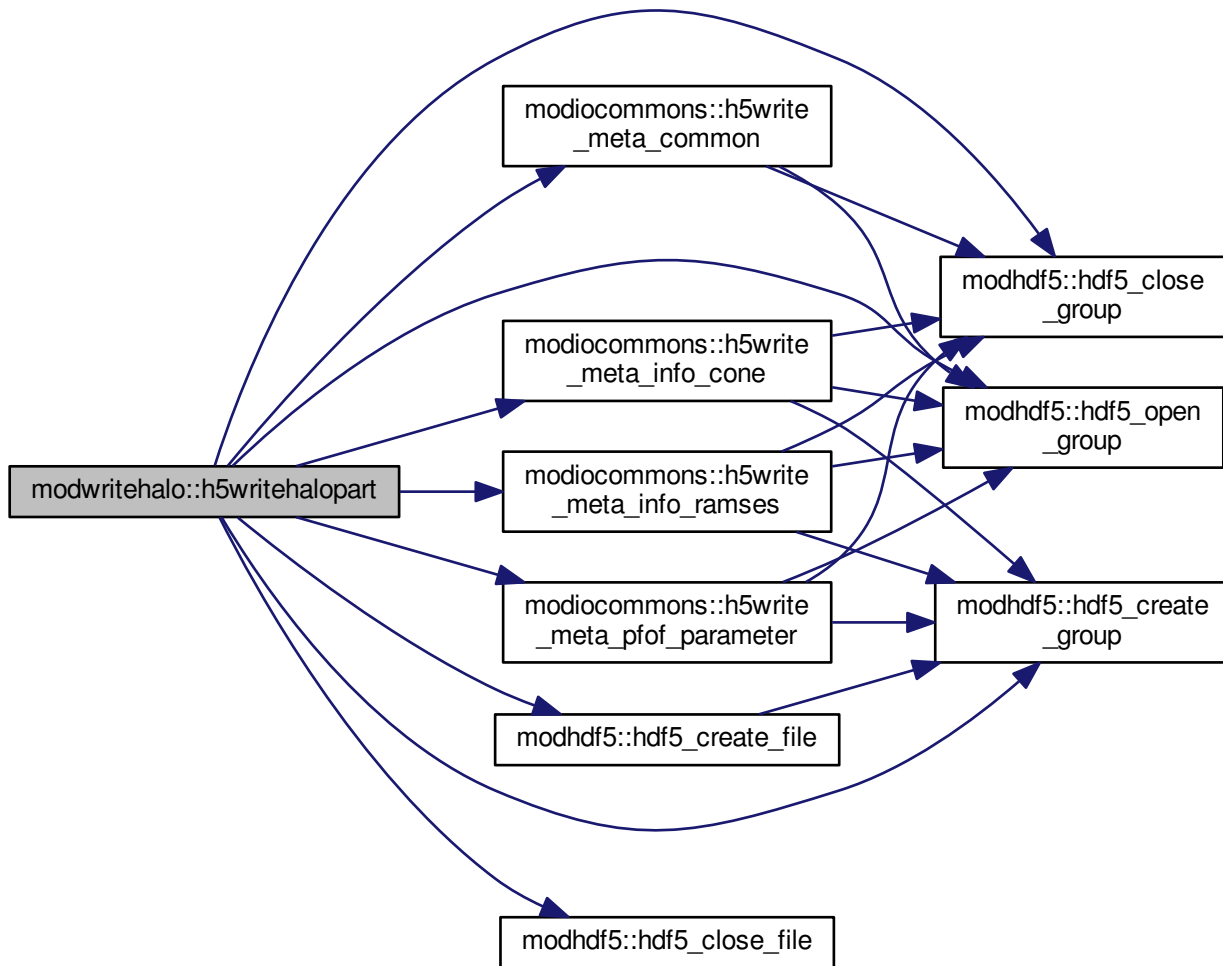 modiocommons::h5write
_meta_common
modhdf5::hdf5_close
_group
modiocommons::h5write
_meta_info_cone
modhdf5::hdf5_open
_group
modwritehalo::h5writehalopart
modiocommons::h5write
_meta_info_ramses
modiocommons::h5write
_meta_pfof_parameter
modhdf5::hdf5_create
_group
modhdf5::hdf5_create_file
modhdf5::hdf5_close_file